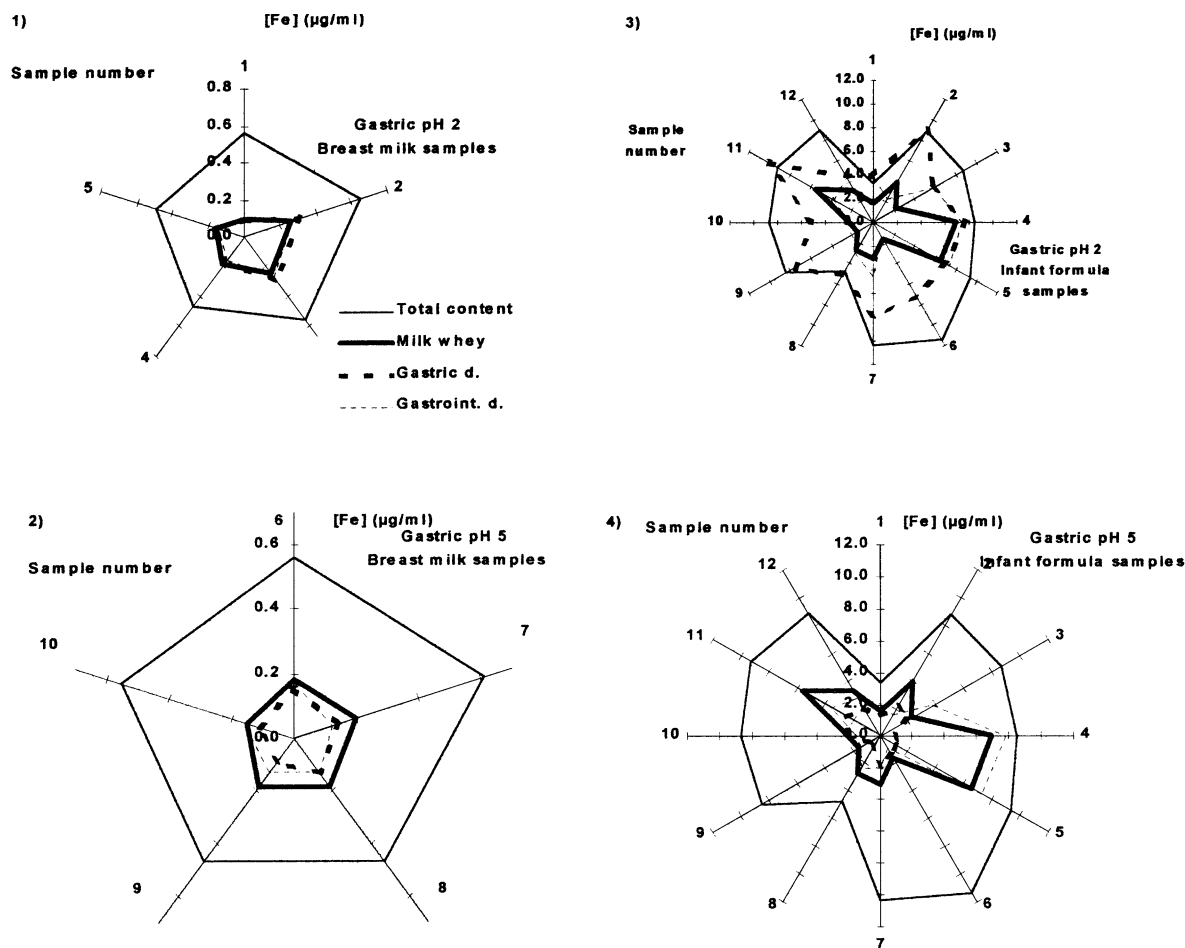 1)
[Fe] (µg/ml)
Sample number
1
0.8
0.6
0.4
0.2
0.0
Gastric pH 2
Breast milk samples
2
5
4
Total content
Milk whey
Gastric d.
Gastroint. d.
3)
[Fe] (µg/ml)
1
12.0
10.0
8.0
6.0
4.0
2.0
0.0
Sample
number
12
2
11
3
10
4
Gastric pH 2
Infant formula
samples
9
5
8
6
7
2)
6
[Fe] (µg/ml)
Gastric pH 5
Breast milk samples
Sample number
0.6
0.4
0.2
0.0
10
7
9
8
4)
Sample number
1
[Fe] (µg/ml)
Gastric pH 5
Infant formula samples
12.0
10.0
8.0
6.0
4.0
2.0
12
2
11
3
10
4
9
5
8
6
7